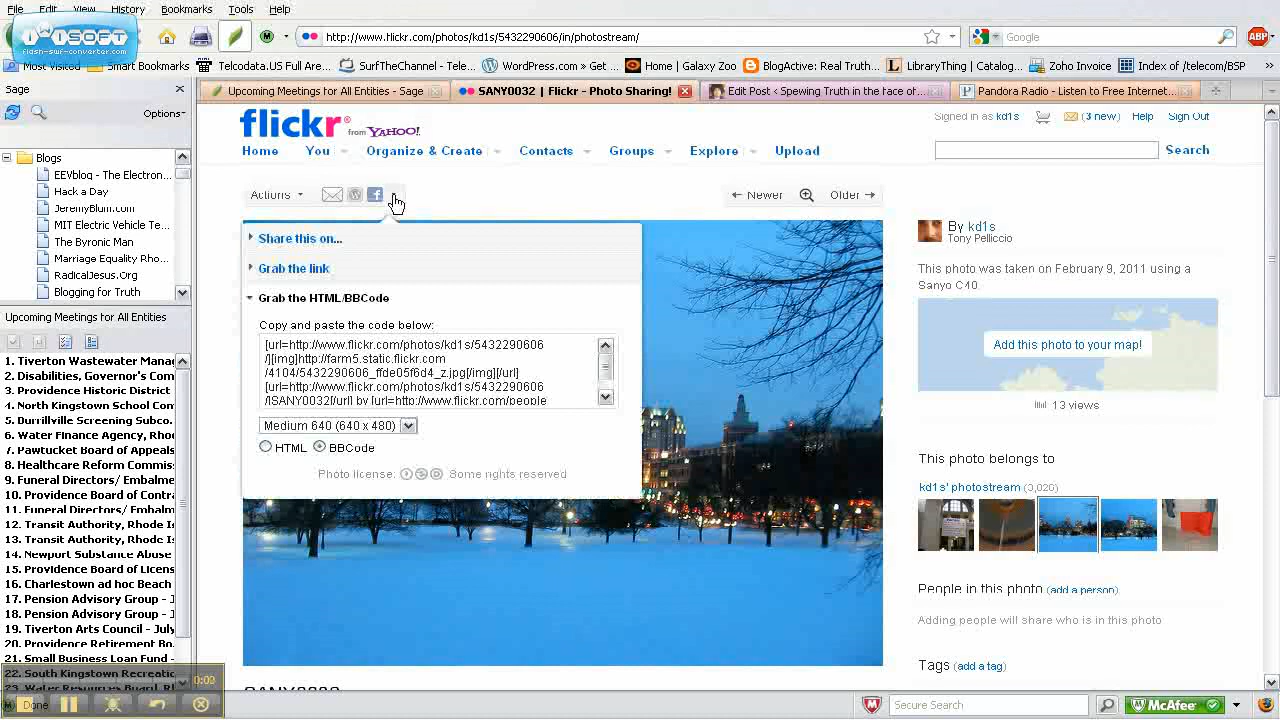 File Edit View History Bookmarks Tools Help
SOFT
flash-swf-converter.com
http://www.flickr.com/photos/kd1s/5432290606/in/photostream/
Google
ABP
Most Visited Smart Bookmarks Telcodata.US Full Are... SurfTheChannel - Tele... WordPress.com » Get ... Home | Galaxy Zoo BlogActive: Real Truth... LibraryThing | Catalog... Zoho Invoice Index of /telecom/BSP
Sage
Upcoming Meetings for All Entities - Sage
SANY0032 | Flickr - Photo Sharing!
Edit Post ‹ Spewing Truth in the face of...
Pandora Radio - Listen to Free Internet...
Options
Blogs
EEVblog - The Electron...
Hack a Day
JeremyBlum.com
MIT Electric Vehicle Te...
The Byronic Man
Marriage Equality Rho...
RadicalJesus.Org
Blogging for Truth
Upcoming Meetings for All Entities
1. Tiverton Wastewater Mana
2. Disabilities, Governor's Com
3. Providence Historic District
4. North Kingstown School Con
5. Burrillville Screening Subco.
6. Water Finance Agency, Rhod
7. Pawtucket Board of Appeals
8. Healthcare Reform Commis
9. Funeral Directors/ Embalme
10. Providence Board of Contra
11. Funeral Directors/ Embalm
12. Transit Authority, Rhode Is
13. Transit Authority, Rhode Is
14. Newport Substance Abuse
15. Providence Board of Licens
16. Charlestown ad hoc Beach
17. Pension Advisory Group - J
18. Pension Advisory Group - J
19. Tiverton Arts Council - July
20. Providence Retirement Bo
21. Small Business Loan Fund -
22. South Kingstown Recreatio
23. Water Resources Board, R
0:00
Done
flickr from YAHOO!
Signed in as kd1s (3 new) Help Sign Out
Home You Organize & Create Contacts Groups Explore Upload
Search
Actions
← Newer Older →
Share this on...
Grab the link
Grab the HTML/BBCode
Copy and paste the code below:
[url=http://www.flickr.com/photos/kd1s/5432290606
/][img]http://farm5.static.flickr.com
/4104/5432290606_ffde05f6d4_z.jpg[/img][/url]
[url=http://www.flickr.com/photos/kd1s/5432290606
/]SANY0032[/url] by [url=http://www.flickr.com/people
Medium 640 (640 x 480)
HTML BBCode
Photo license: Some rights reserved
By kd1s
Tony Pelliccio
This photo was taken on February 9, 2011 using a
Sanyo C40.
Add this photo to your map!
13 views
This photo belongs to
kd1s' photostream (3,020)
People in this photo (add a person)
Adding people will share who is in this photo
Tags (add a tag)
Secure Search
McAfee